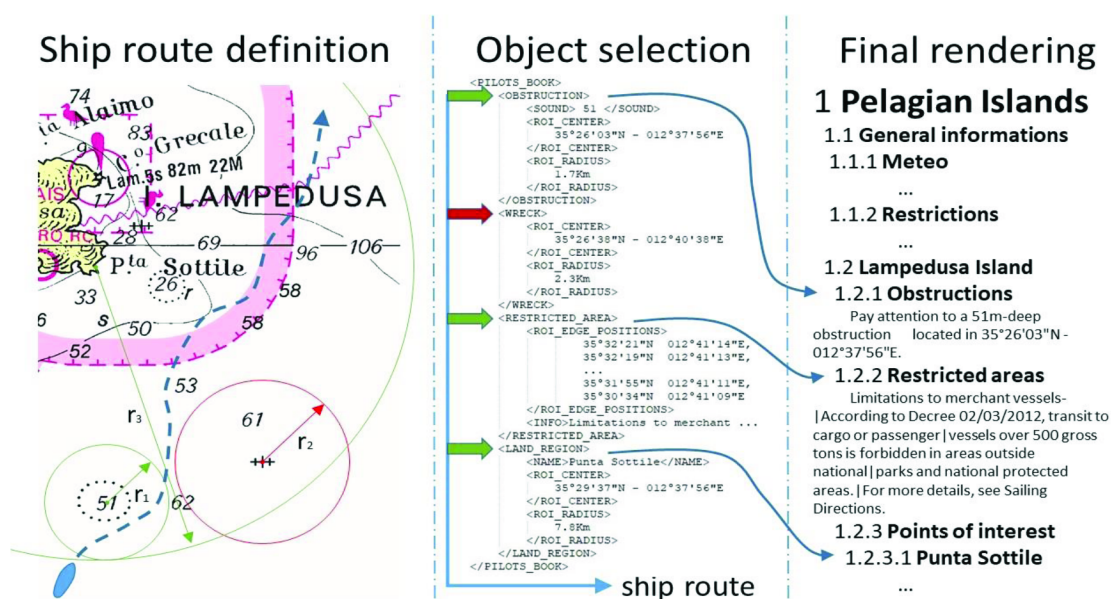 Ship route definition
74
ta Alaimo
83
9
C.o Grecale
Lam.5s 82m 22M
17
AIS
I. LAMPEDUSA
sa
62
RO RC
28
69
96
106
P.ta Sottile
26
r
33
58
6
s
50
58
52
53
r3
61
r2
51
r1
62
Object selection
<PILOTS_BOOK>
<OBSTRUCTION>
<SOUND> 51 </SOUND>
<ROI_CENTER>
35°26'03"N - 012°37'56"E
</ROI_CENTER>
<ROI_RADIUS>
1.7Km
</ROI_RADIUS>
</OBSTRUCTION>
<WRECK>
<ROI_CENTER>
35°26'38"N - 012°40'38"E
</ROI_CENTER>
<ROI_RADIUS>
2.3Km
</ROI_RADIUS>
</WRECK>
<RESTRICTED_AREA>
<ROI_EDGE_POSITIONS>
35°32'21"N 012°41'14"E,
35°32'19"N 012°41'13"E,
...
35°31'55"N 012°41'11"E,
35°30'34"N 012°41'09"E
</ROI_EDGE_POSITIONS>
<INFO>Limitations to merchant ...
</RESTRICTED_AREA>
<LAND_REGION>
<NAME>Punta Sottile</NAME>
<ROI_CENTER>
35°29'37"N - 012°37'56"E
</ROI_CENTER>
<ROI_RADIUS>
7.8Km
</ROI_RADIUS>
</LAND_REGION>
</PILOTS_BOOK>
ship route
Final rendering
1 Pelagian Islands
1.1 General informations
1.1.1 Meteo
...
1.1.2 Restrictions
...
1.2 Lampedusa Island
1.2.1 Obstructions
Pay attention to a 51m-deep
obstruction located in 35°26'03"N -
012°37'56"E.
1.2.2 Restricted areas
Limitations to merchant vessels-
|According to Decree 02/03/2012, transit to
cargo or passenger|vessels over 500 gross
tons is forbidden in areas outside
national|parks and national protected
areas.|For more details, see Sailing
Directions.
1.2.3 Points of interest
1.2.3.1 Punta Sottile
...